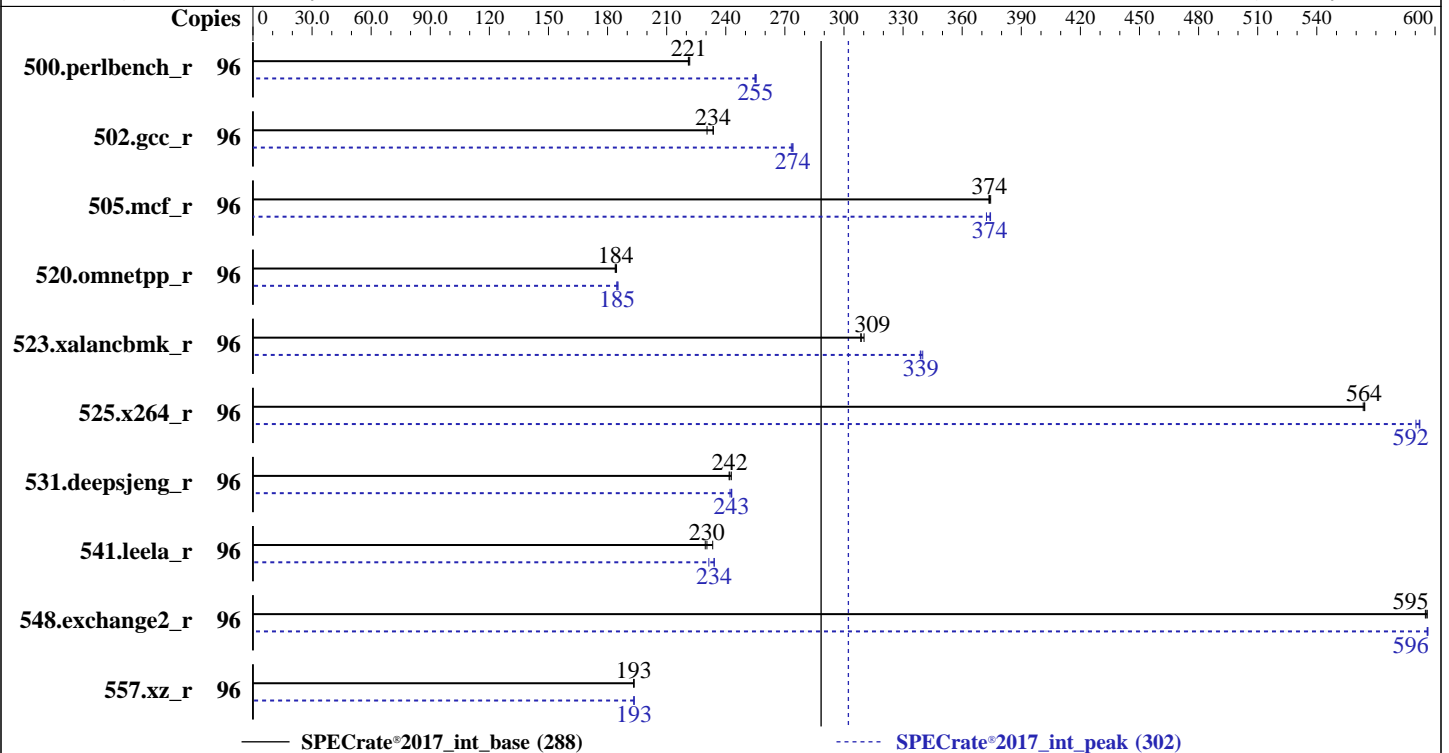 Copies 0 30.0 60.0 90.0 120 150 180 210 240 270 300 330 360 390 420 450 480 510 540 600
221
500.perlbench_r 96
255
234
502.gcc_r 96
274
374
505.mcf_r 96
374
184
520.omnetpp_r 96
185
309
523.xalancbmk_r 96
339
564
525.x264_r 96
592
242
531.deepsjeng_r 96
243
230
541.leela_r 96
234
595
548.exchange2_r 96
596
193
557.xz_r 96
193
SPECrate®2017_int_base (288) SPECrate®2017_int_peak (302)